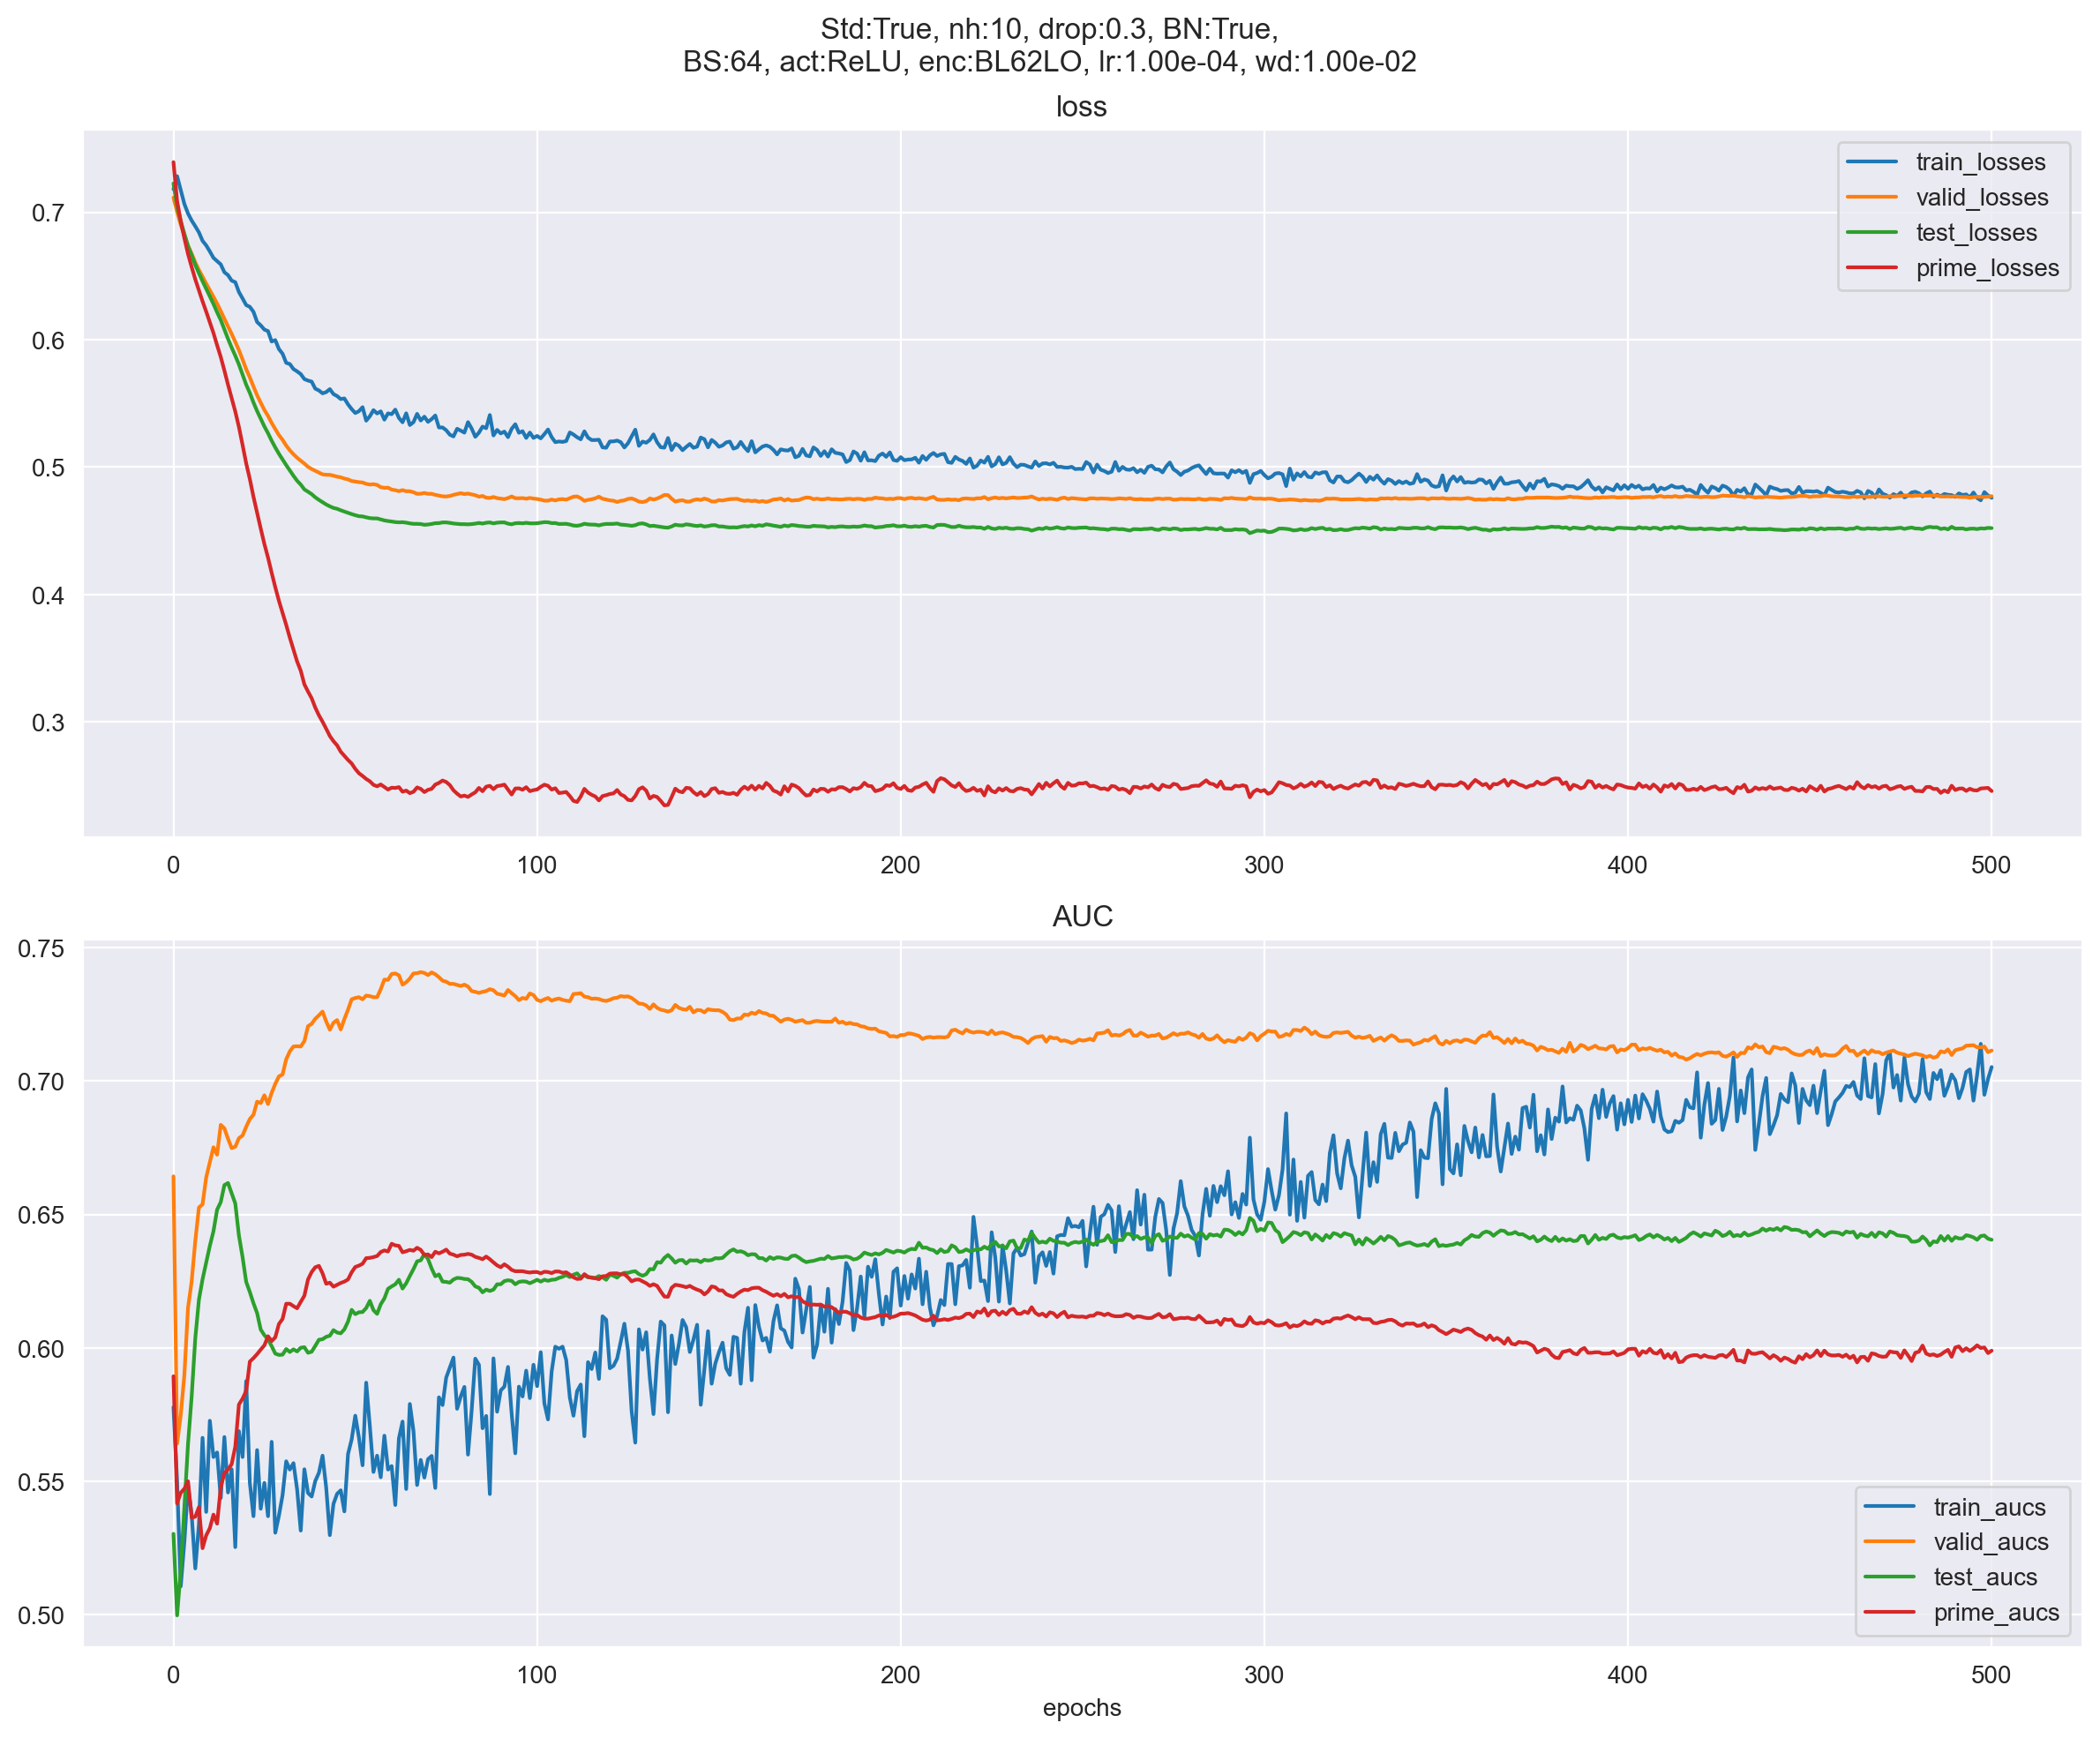 Std:True, nh:10, drop:0.3, BN:True,
BS:64, act:ReLU, enc:BL62LO, lr:1.00e-04, wd:1.00e-02
loss
train_losses
valid_losses
test_losses
prime_losses
0.7
0.6
0.5
0.4
0.3
0 100 200 300 400 500
AUC
0.75
0.70
0.65
0.60
0.55
0.50
train_aucs
valid_aucs
test_aucs
prime_aucs
0 100 200 300 400 500
epochs